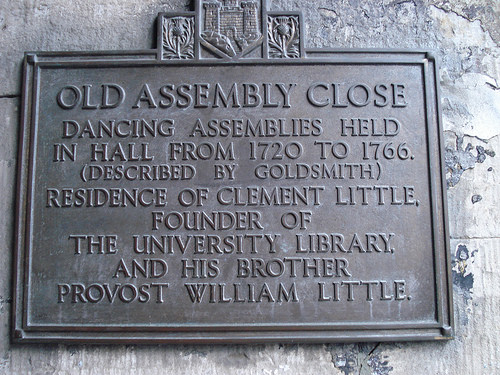 OLD ASSEMBLY CLOSE
DANCING ASSEMBLIES HELD
IN HALL FROM 1720 TO 1766.
(DESCRIBED BY GOLDSMITH)
RESIDENCE OF CLEMENT LITTLE,
FOUNDER OF
THE UNIVERSITY LIBRARY,
AND HIS BROTHER
PROVOST WILLIAM LITTLE.